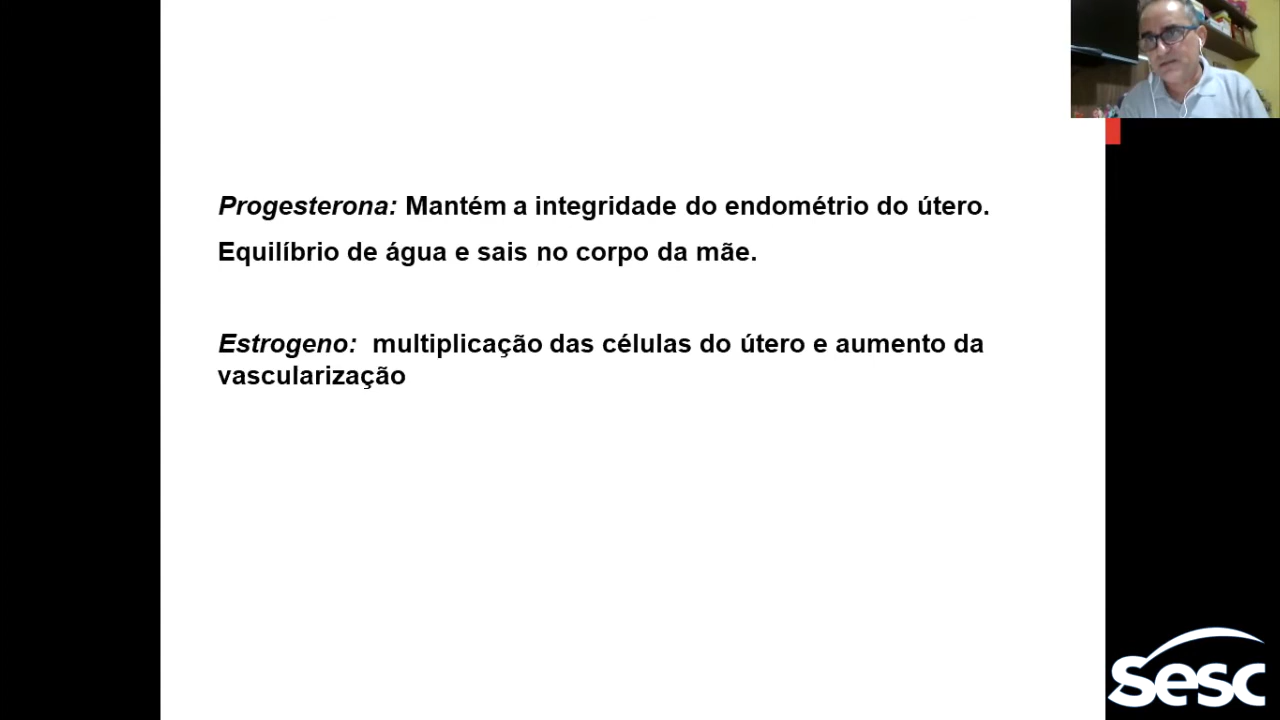 Progesterona: Mantém a integridade do endométrio do útero.
Equilíbrio de água e sais no corpo da mãe.
Estrogeno: multiplicação das células do útero e aumento da
vascularização
Sesc